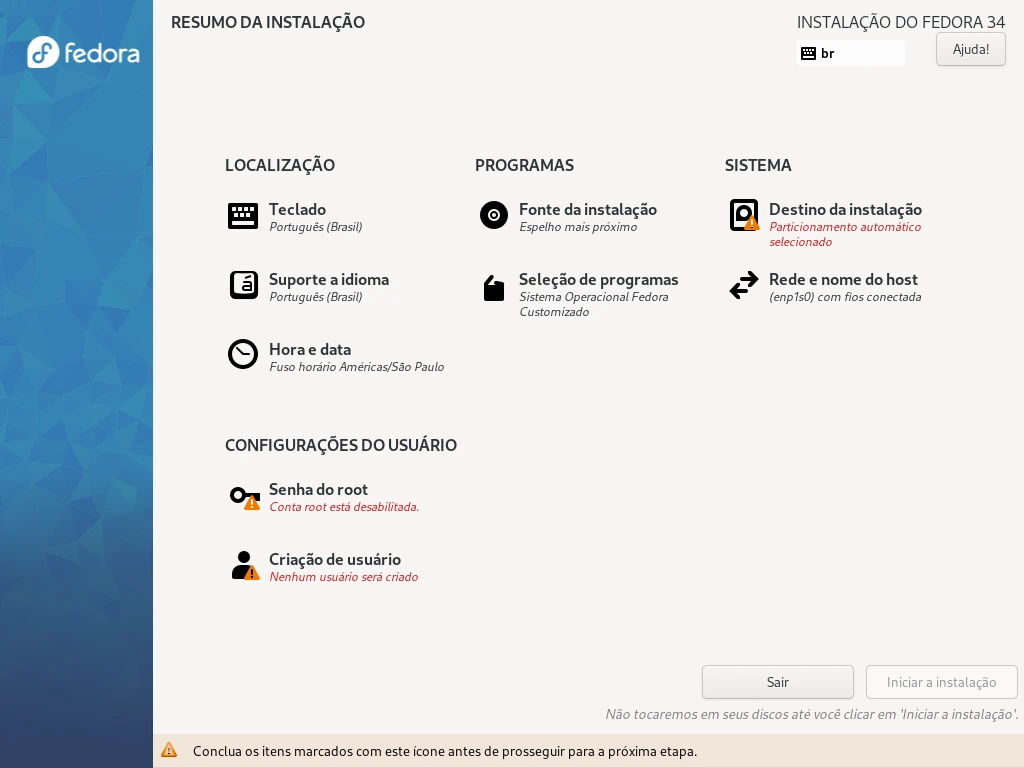 fedora
RESUMO DA INSTALAÇÃO
INSTALAÇÃO DO FEDORA 34
br
Ajuda!
LOCALIZAÇÃO
Teclado
Português (Brasil)
Suporte a idioma
Português (Brasil)
Hora e data
Fuso horário Américas/São Paulo
PROGRAMAS
Fonte da instalação
Espelho mais próximo
Seleção de programas
Sistema Operacional Fedora
Customizado
SISTEMA
Destino da instalação
Particionamento automático
selecionado
Rede e nome do host
(enp1s0) com fios conectada
CONFIGURAÇÕES DO USUÁRIO
Senha do root
Conta root está desabilitada.
Criação de usuário
Nenhum usuário será criado
Sair
Iniciar a instalação
Não tocaremos em seus discos até você clicar em 'Iniciar a instalação'.
Conclua os itens marcados com este ícone antes de prosseguir para a próxima etapa.